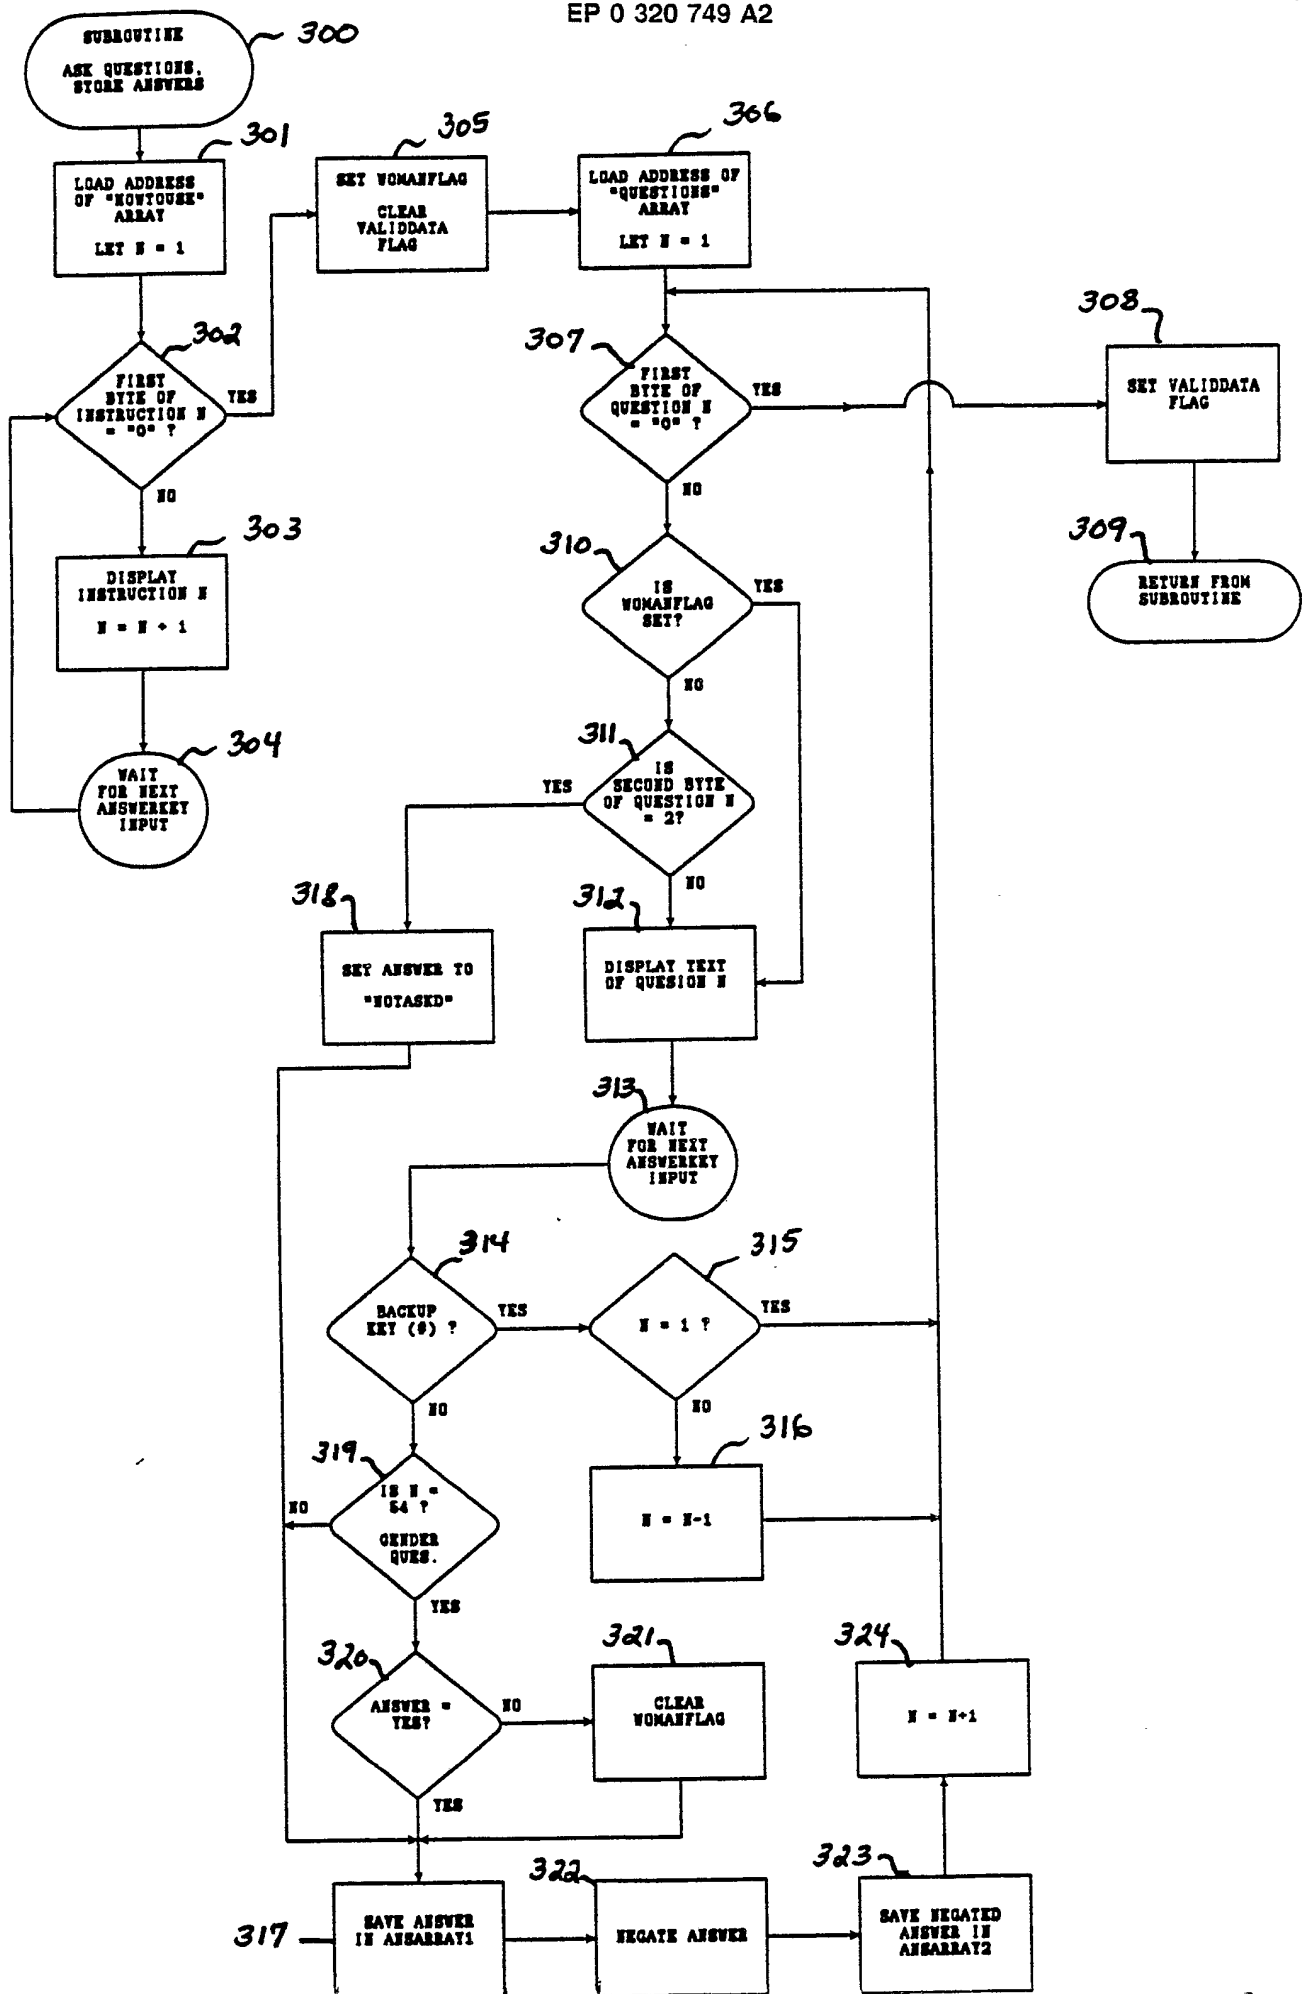 EP 0 320 749 A2
SUBROUTINE
ASK QUESTIONS,
STORE ANSWERS
300
301
LOAD ADDRESS
OF "HOWTOUSE"
ARRAY
LET N = 1
302
FIRST
BYTE OF
INSTRUCTION N
= "0" ?
YES
NO
303
DISPLAY
INSTRUCTION N
N = N + 1
304
WAIT
FOR NEXT
ANSWERKEY
INPUT
305
SET WOMANFLAG
CLEAR
VALIDDATA
FLAG
306
LOAD ADDRESS OF
"QUESTIONS"
ARRAY
LET N = 1
307
FIRST
BYTE OF
QUESTION N
= "0" ?
YES
NO
308
SET VALIDDATA
FLAG
309
RETURN FROM
SUBROUTINE
310
IS
WOMANFLAG
SET?
YES
NO
311
IS
SECOND BYTE
OF QUESTION N
= 2?
YES
NO
318
SET ANSWER TO
"NOTASKD"
312
DISPLAY TEXT
OF QUESION N
313
WAIT
FOR NEXT
ANSWERKEY
INPUT
314
BACKUP
KEY (#) ?
YES
NO
315
N = 1 ?
YES
NO
316
N = N-1
319
IS N =
54 ?
GENDER
QUES.
NO
YES
320
ANSWER =
YES?
NO
YES
321
CLEAR
WOMANFLAG
324
N = N+1
317
SAVE ANSWER
IN ANSARRAY1
322
NEGATE ANSWER
323
SAVE NEGATED
ANSWER IN
ANSARRAY2